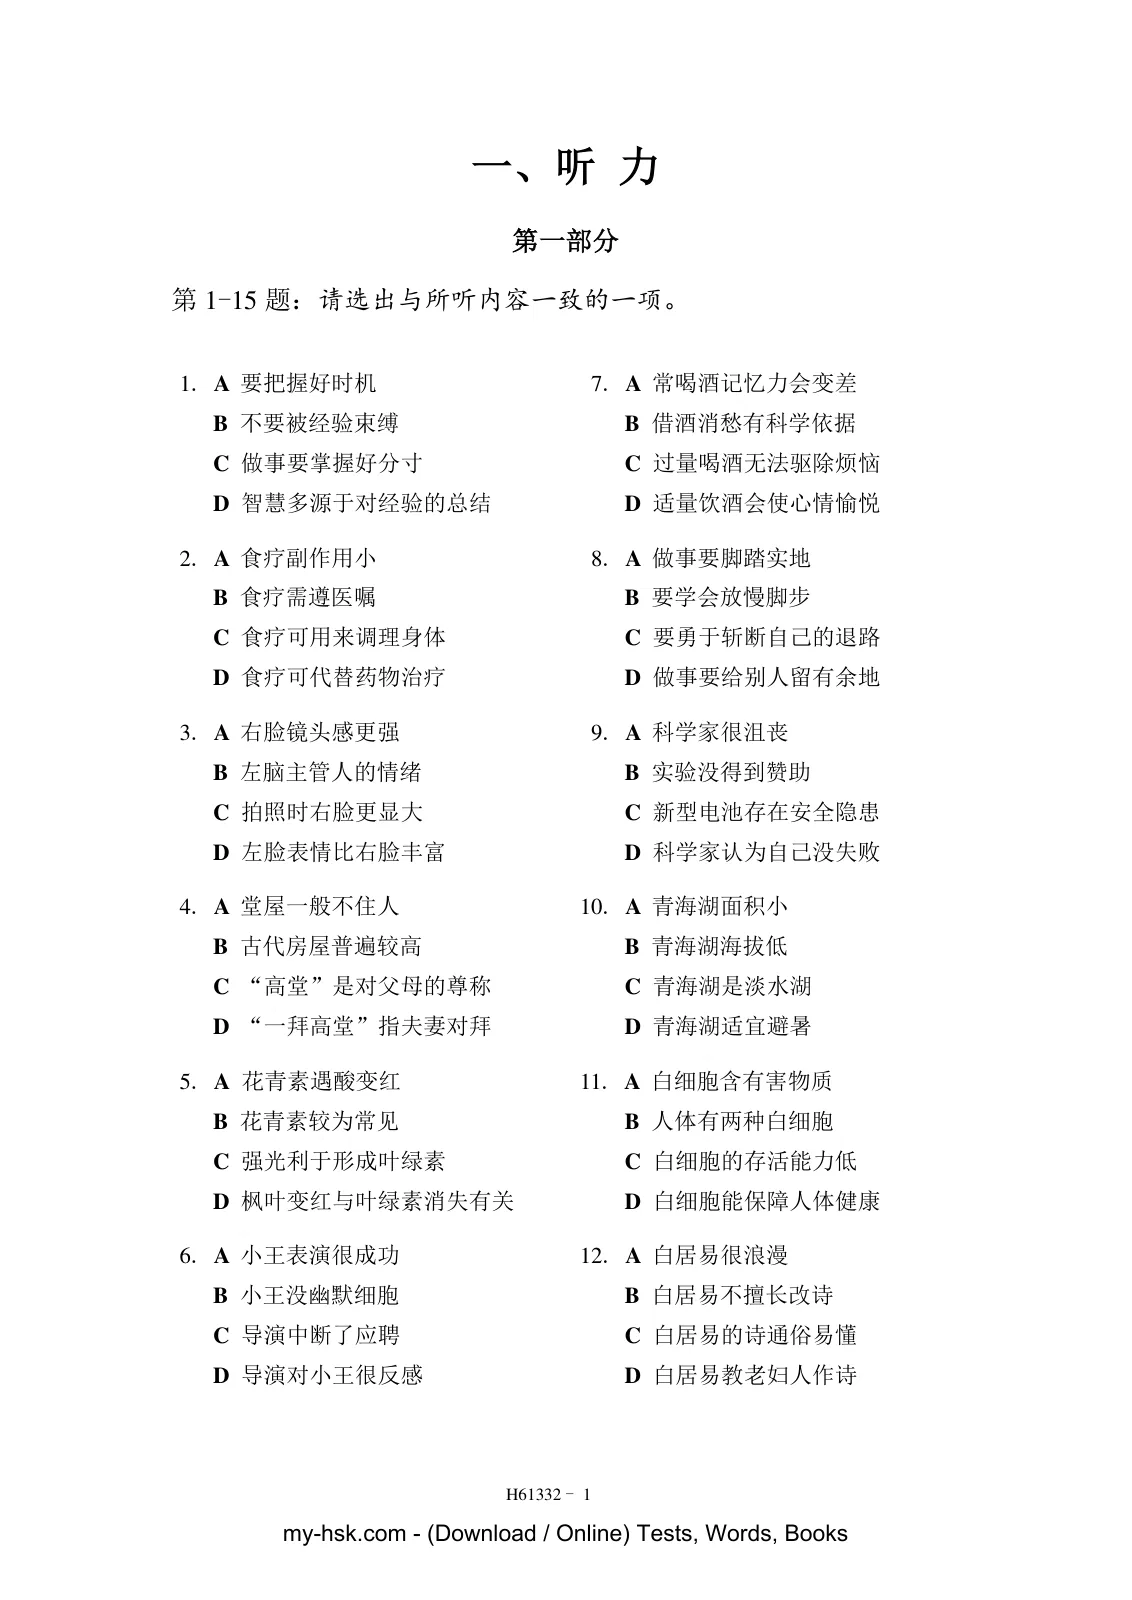 一、听 力
第一部分
第 1-15 题：请选出与所听内容一致的一项。
1. A 要把握好时机
B 不要被经验束缚
C 做事要掌握好分寸
D 智慧多源于对经验的总结
2. A 食疗副作用小
B 食疗需遵医嘱
C 食疗可用来调理身体
D 食疗可代替药物治疗
3. A 右脸镜头感更强
B 左脑主管人的情绪
C 拍照时右脸更显大
D 左脸表情比右脸丰富
4. A 堂屋一般不住人
B 古代房屋普遍较高
C “高堂”是对父母的尊称
D “一拜高堂”指夫妻对拜
5. A 花青素遇酸变红
B 花青素较为常见
C 强光利于形成叶绿素
D 枫叶变红与叶绿素消失有关
6. A 小王表演很成功
B 小王没幽默细胞
C 导演中断了应聘
D 导演对小王很反感
7. A 常喝酒记忆力会变差
B 借酒消愁有科学依据
C 过量喝酒无法驱除烦恼
D 适量饮酒会使心情愉悦
8. A 做事要脚踏实地
B 要学会放慢脚步
C 要勇于斩断自己的退路
D 做事要给别人留有余地
9. A 科学家很沮丧
B 实验没得到赞助
C 新型电池存在安全隐患
D 科学家认为自己没失败
10. A 青海湖面积小
B 青海湖海拔低
C 青海湖是淡水湖
D 青海湖适宜避暑
11. A 白细胞含有害物质
B 人体有两种白细胞
C 白细胞的存活能力低
D 白细胞能保障人体健康
12. A 白居易很浪漫
B 白居易不擅长改诗
C 白居易的诗通俗易懂
D 白居易教老妇人作诗
H61332 - 1
my-hsk.com - (Download / Online) Tests, Words, Books